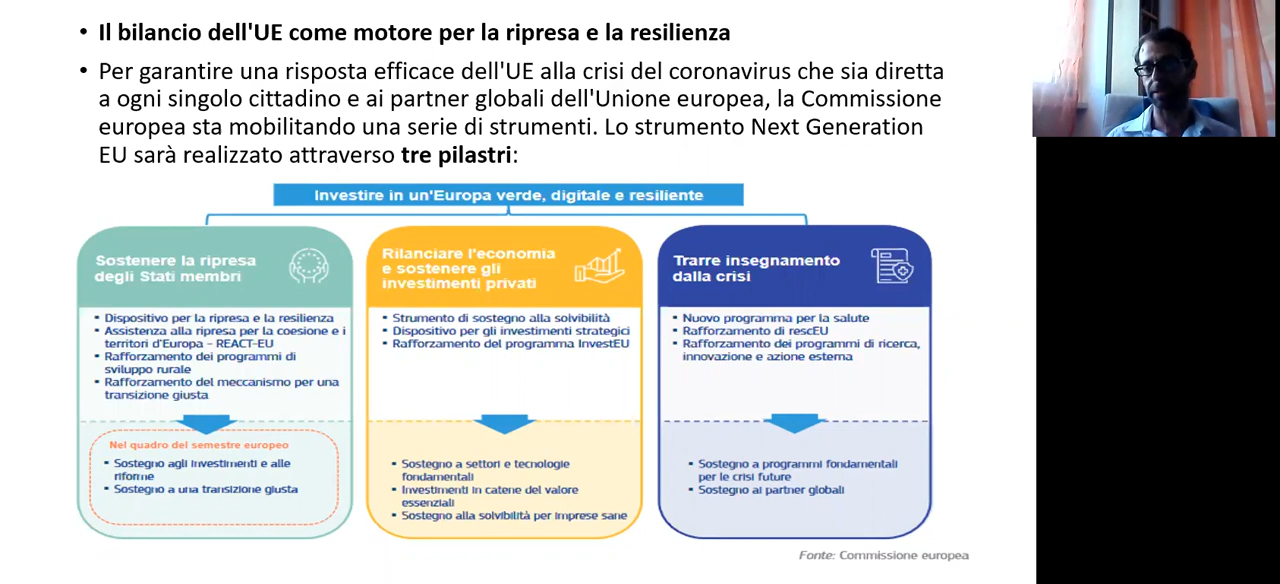 • Il bilancio dell'UE come motore per la ripresa e la resilienza
• Per garantire una risposta efficace dell'UE alla crisi del coronavirus che sia diretta
a ogni singolo cittadino e ai partner globali dell'Unione europea, la Commissione
europea sta mobilitando una serie di strumenti. Lo strumento Next Generation
EU sarà realizzato attraverso tre pilastri:
Investire in un'Europa verde, digitale e resiliente
Sostenere la ripresa
degli Stati membri
▪ Dispositivo per la ripresa e la resilienza
▪ Assistenza alla ripresa per la coesione e i
territori d'Europa – REACT-EU
▪ Rafforzamento dei programmi di
sviluppo rurale
▪ Rafforzamento del meccanismo per una
transizione giusta
Nel quadro del semestre europeo
▪ Sostegno agli investimenti e alle
riforme
▪ Sostegno a una transizione giusta
Rilanciare l'economia
e sostenere gli
investimenti privati
▪ Strumento di sostegno alla solvibilità
▪ Dispositivo per gli investimenti strategici
▪ Rafforzamento del programma InvestEU
▪ Sostegno a settori e tecnologie
fondamentali
▪ Investimenti in catene del valore
essenziali
▪ Sostegno alla solvibilità per imprese sane
Trarre insegnamento
dalla crisi
▪ Nuovo programma per la salute
▪ Rafforzamento di rescEU
▪ Rafforzamento dei programmi di ricerca,
innovazione e azione esterna
▪ Sostegno a programmi fondamentali
per le crisi future
▪ Sostegno ai partner globali
Fonte: Commissione europea